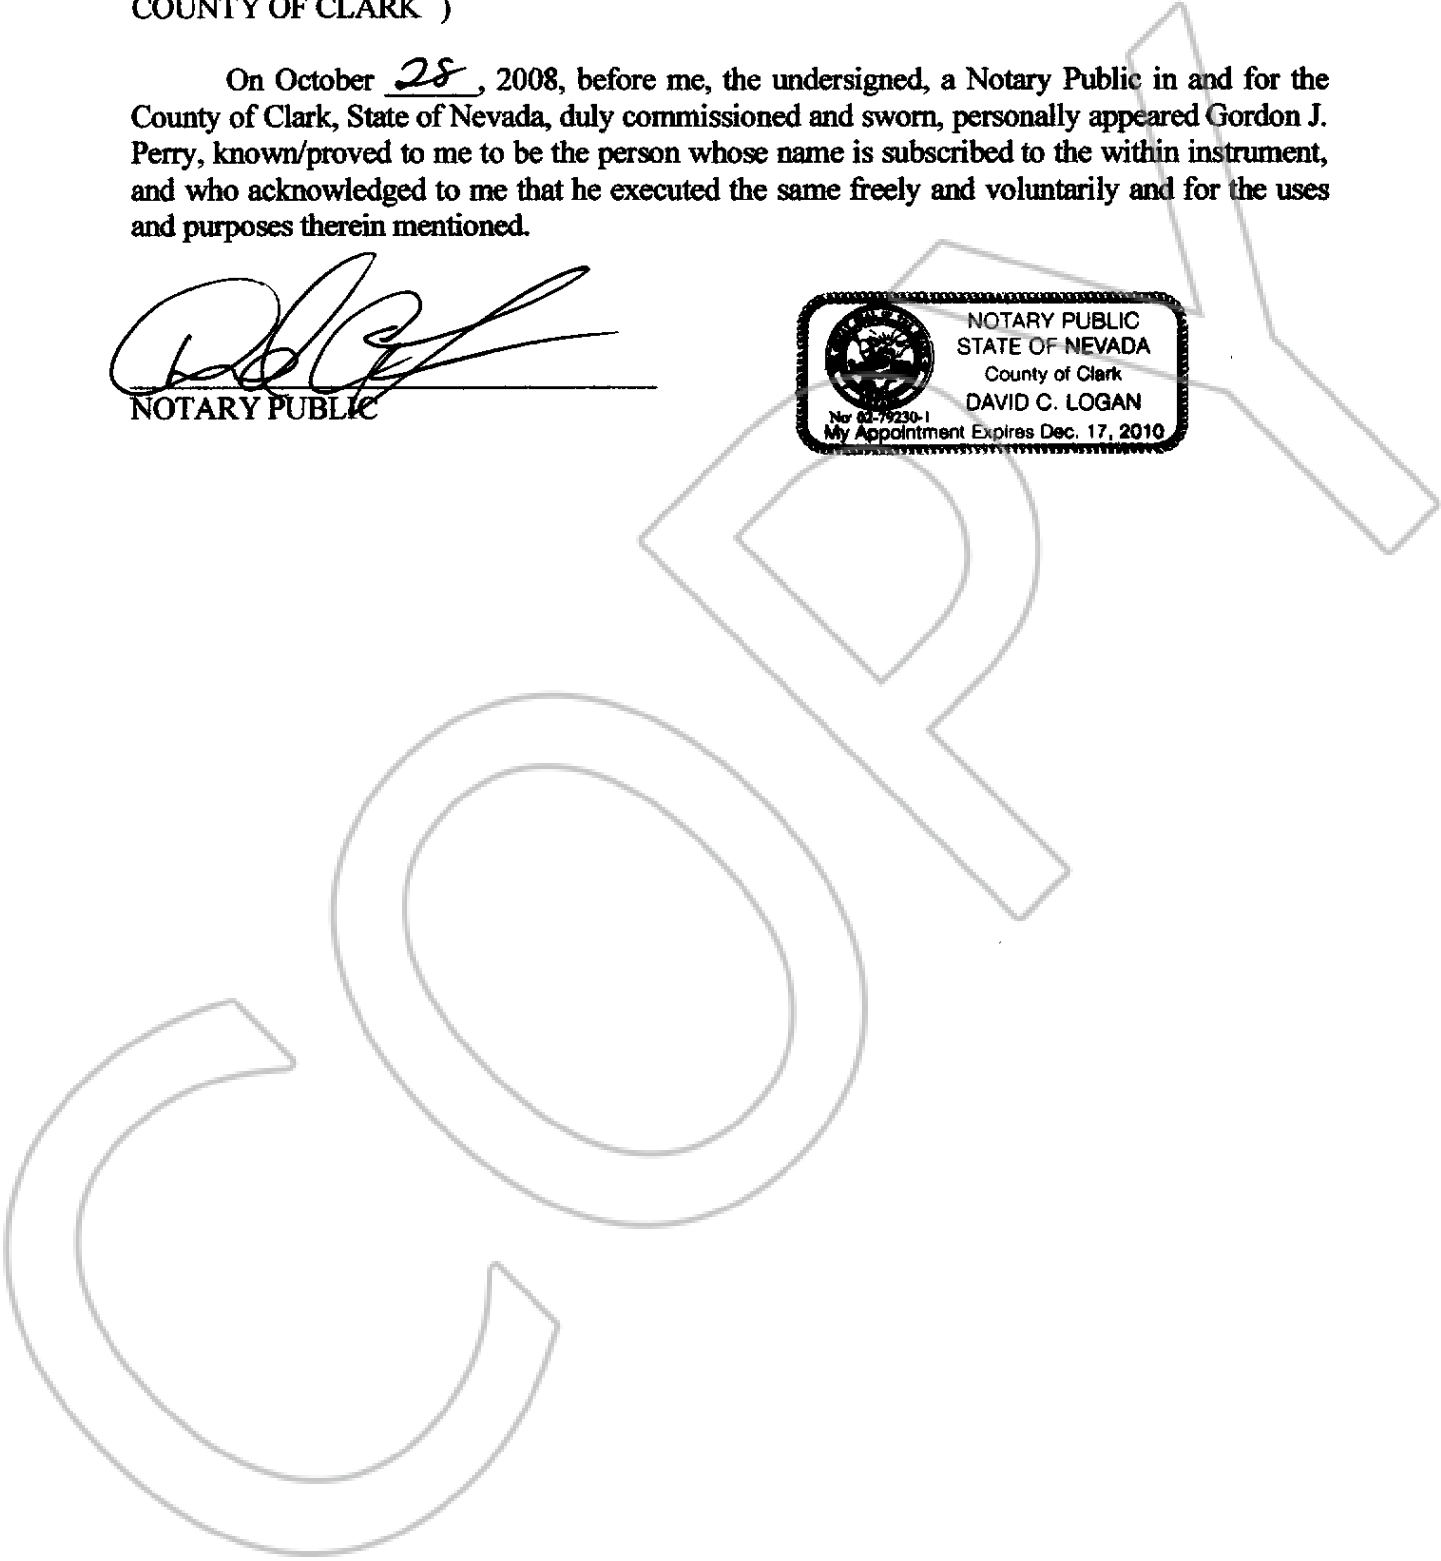 COUNTY OF CLARK )
On October 28, 2008, before me, the undersigned, a Notary Public in and for the
County of Clark, State of Nevada, duly commissioned and sworn, personally appeared Gordon J.
Perry, known/proved to me to be the person whose name is subscribed to the within instrument,
and who acknowledged to me that he executed the same freely and voluntarily and for the uses
and purposes therein mentioned.
NOTARY PUBLIC
NOTARY PUBLIC
STATE OF NEVADA
County of Clark
DAVID C. LOGAN
No: 02-79230-1
My Appointment Expires Dec. 17, 2010
COPY